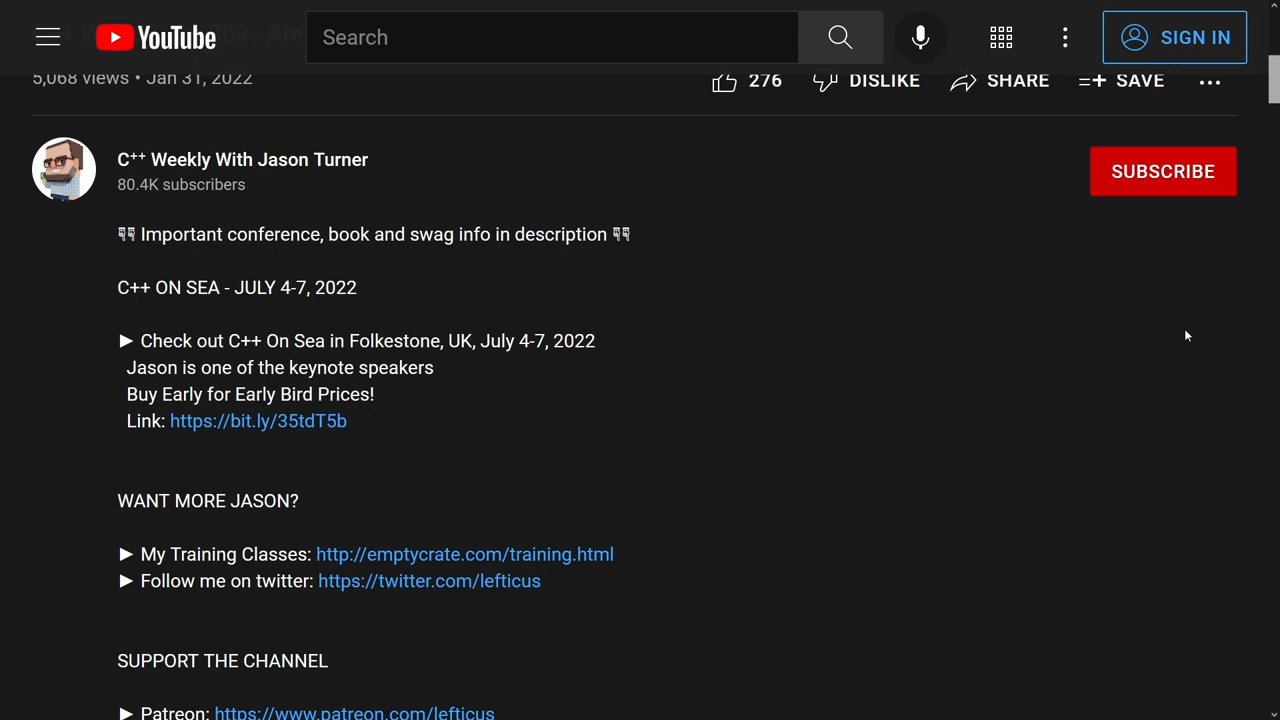 YouTube
Search
SIGN IN
5,068 views • Jan 31, 2022
276
DISLIKE
SHARE
SAVE
C⁺⁺ Weekly With Jason Turner
80.4K subscribers
SUBSCRIBE
☟☟ Important conference, book and swag info in description ☟☟
C++ ON SEA - JULY 4-7, 2022
► Check out C++ On Sea in Folkestone, UK, July 4-7, 2022
Jason is one of the keynote speakers
Buy Early for Early Bird Prices!
Link: https://bit.ly/35tdT5b
WANT MORE JASON?
► My Training Classes: http://emptycrate.com/training.html
► Follow me on twitter: https://twitter.com/lefticus
SUPPORT THE CHANNEL
► Patreon: https://www.patreon.com/lefticus